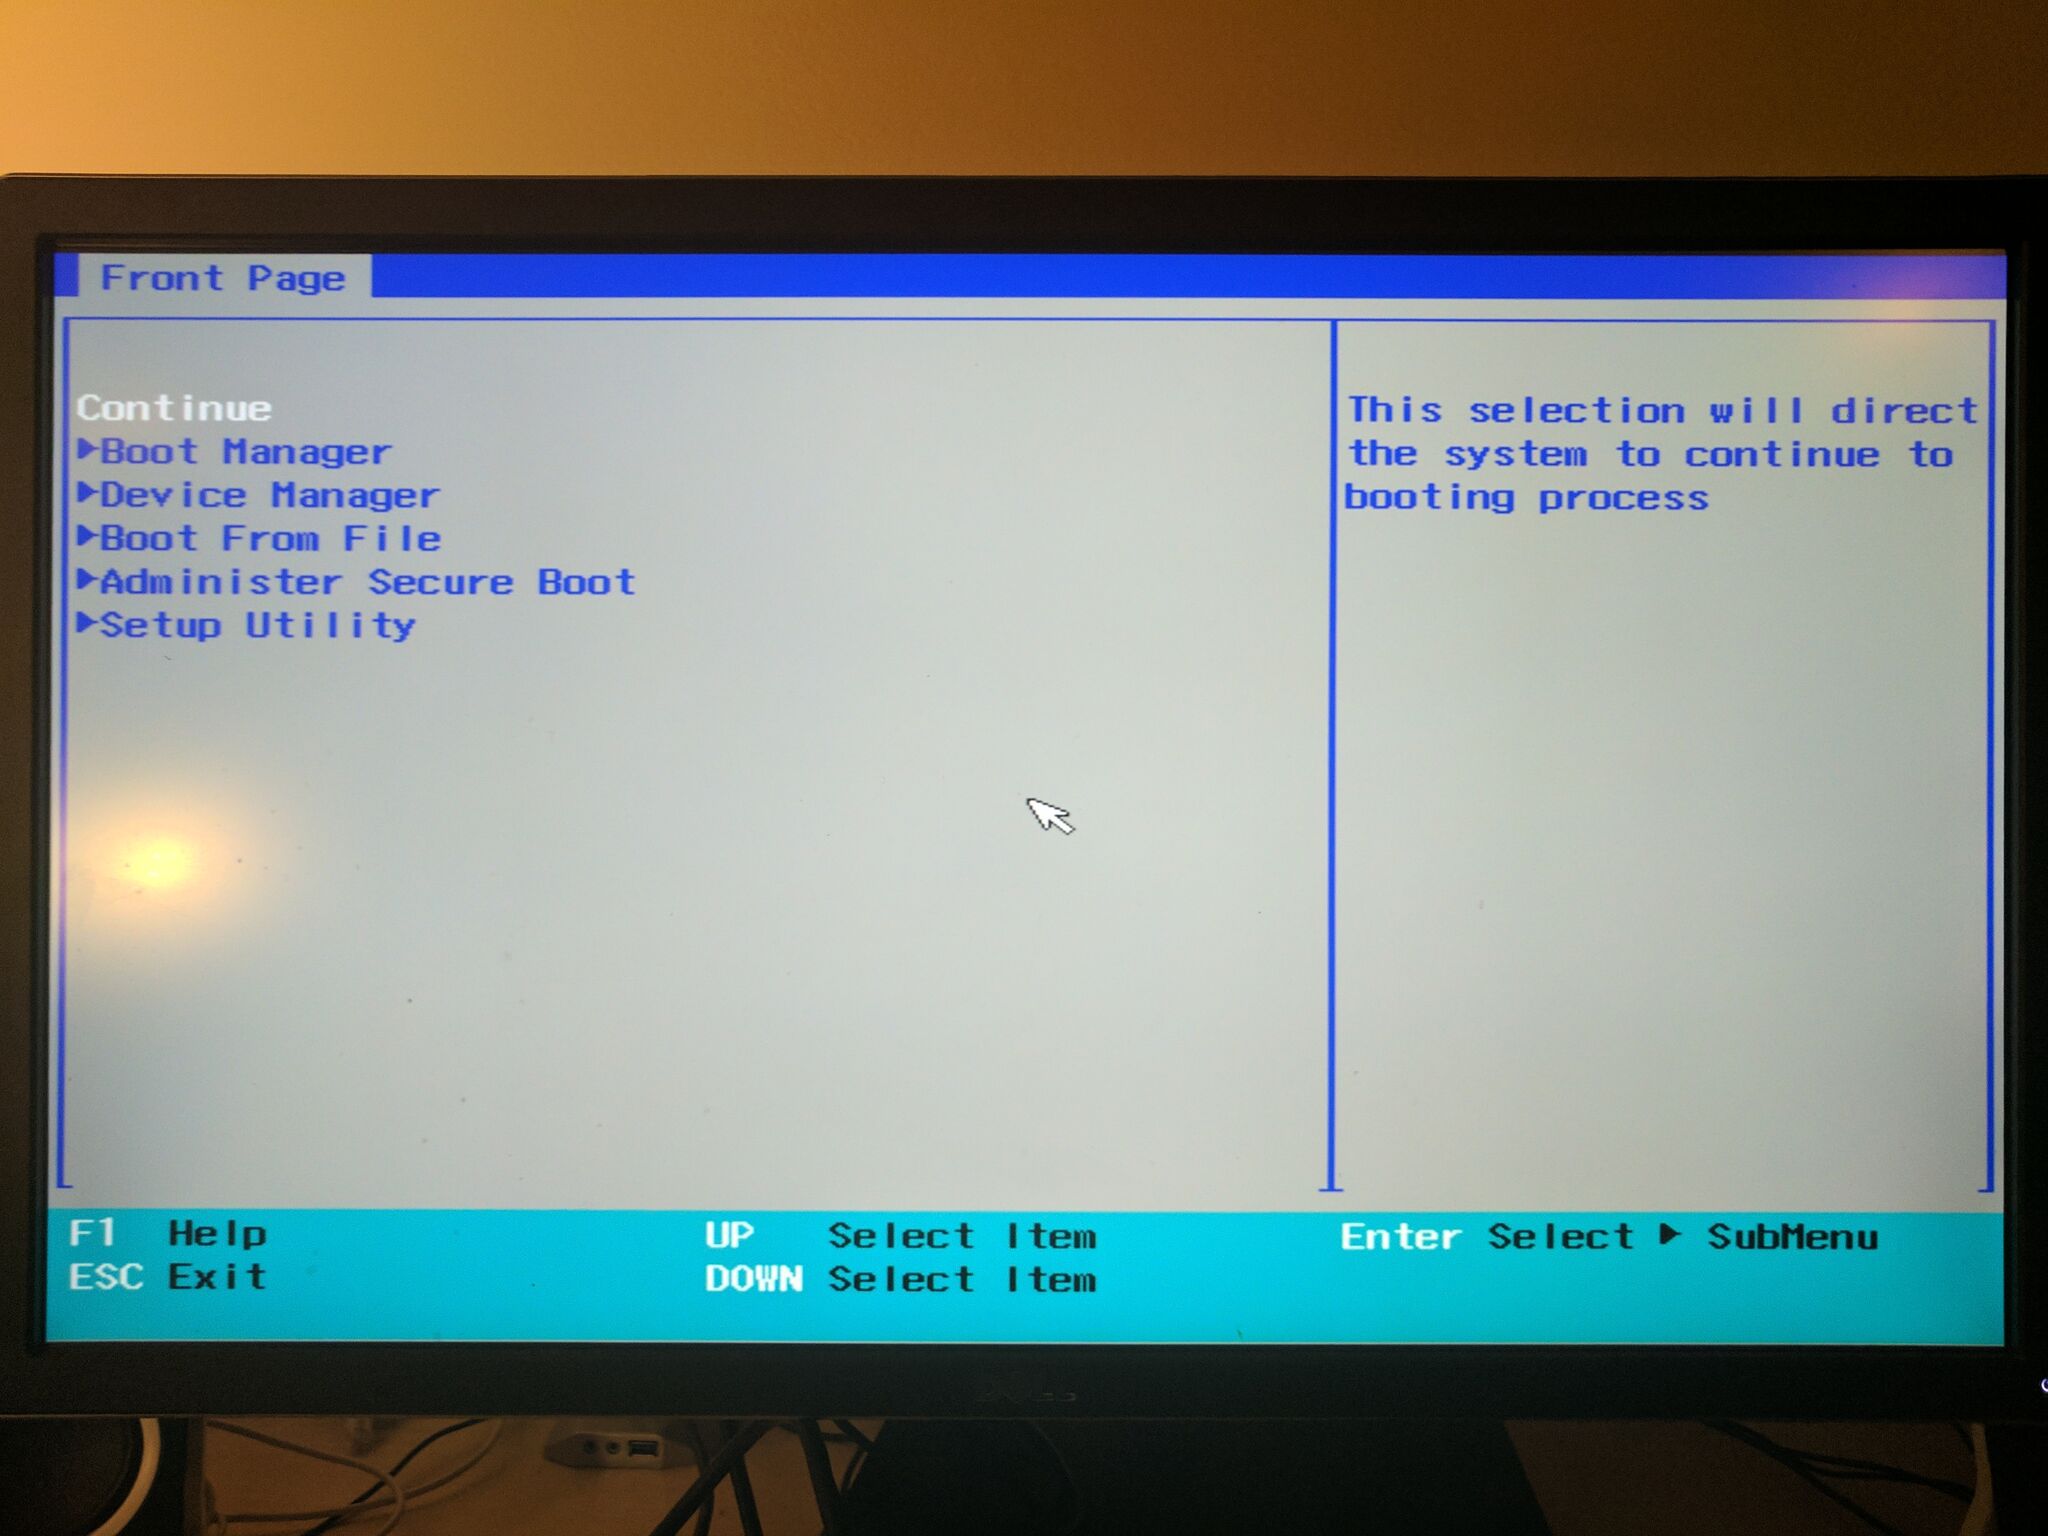 Front Page
Continue
Boot Manager
Device Manager
Boot From File
Administer Secure Boot
Setup Utility
This selection will direct
the system to continue to
booting process
F1 Help
ESC Exit
UP Select Item
DOWN Select Item
Enter Select ▶ SubMenu